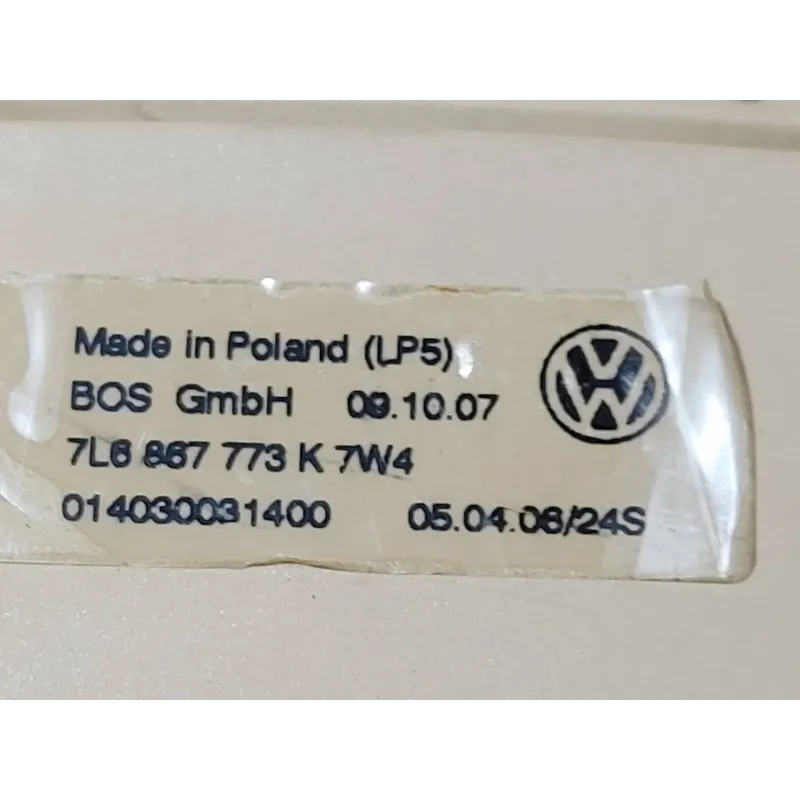 Made in Poland (LP5)
BOS GmbH 09.10.07
7L6 867 773 K 7W4
014030031400 05.04.06/24S